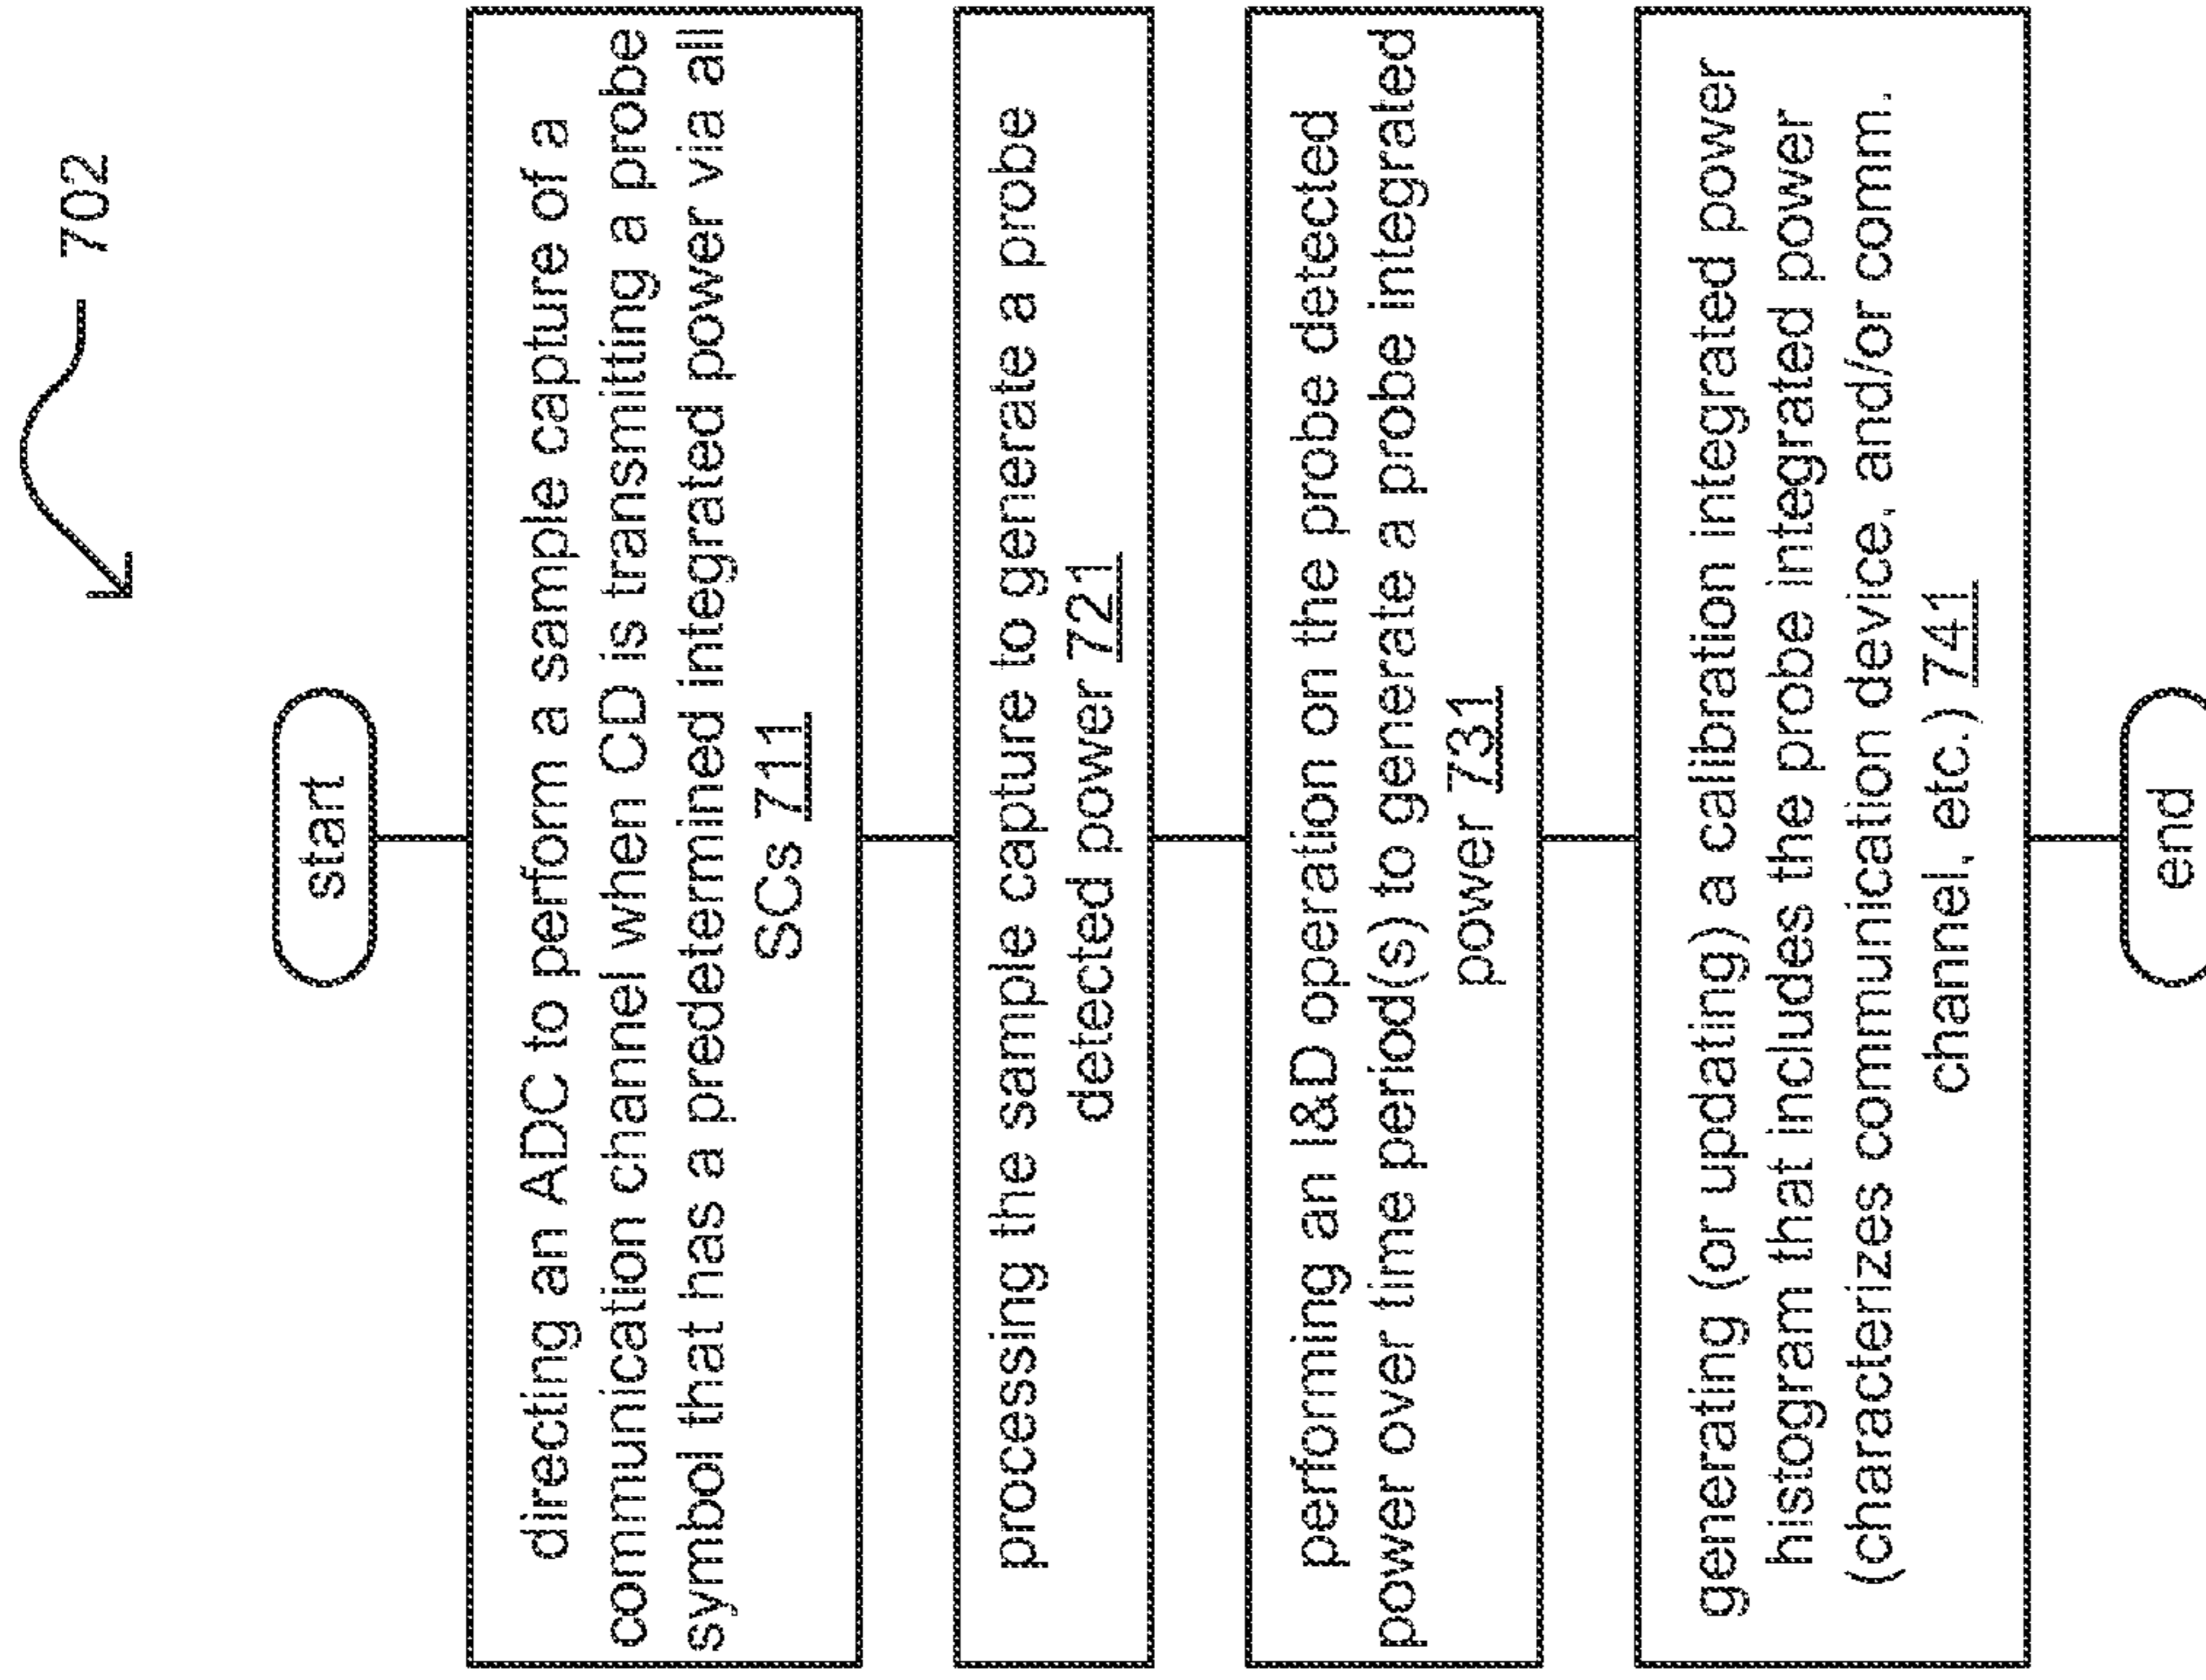 702
start
directing an ADC to perform a sample capture of a
communication channel when CD is transmitting a probe
symbol that has a predetermined integrated power via all
SCs 711
processing the sample capture to generate a probe
detected power 721
performing an I&D operation on the probe detected
power over time period(s) to generate a probe integrated
power 731
generating (or updating) a calibration integrated power
histogram that includes the probe integrated power
(characterizes communication device, and/or comm.
channel, etc.) 741
end